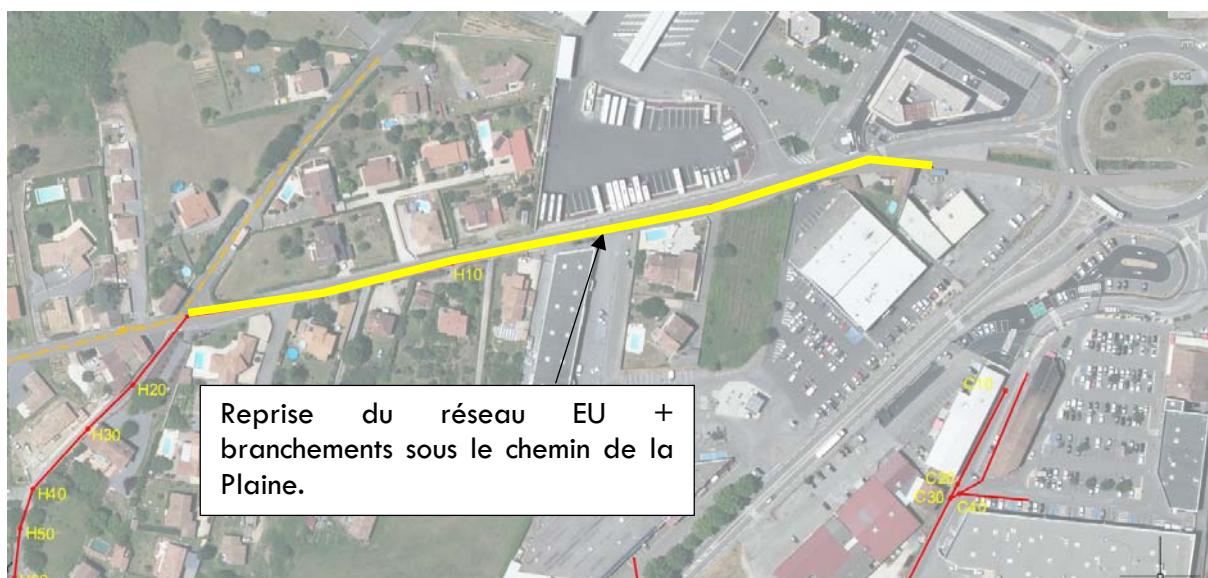 SCG
H10
H20
H30
H40
H50
C10
C20
C30
C40
Reprise du réseau EU +
branchements sous le chemin de la
Plaine.